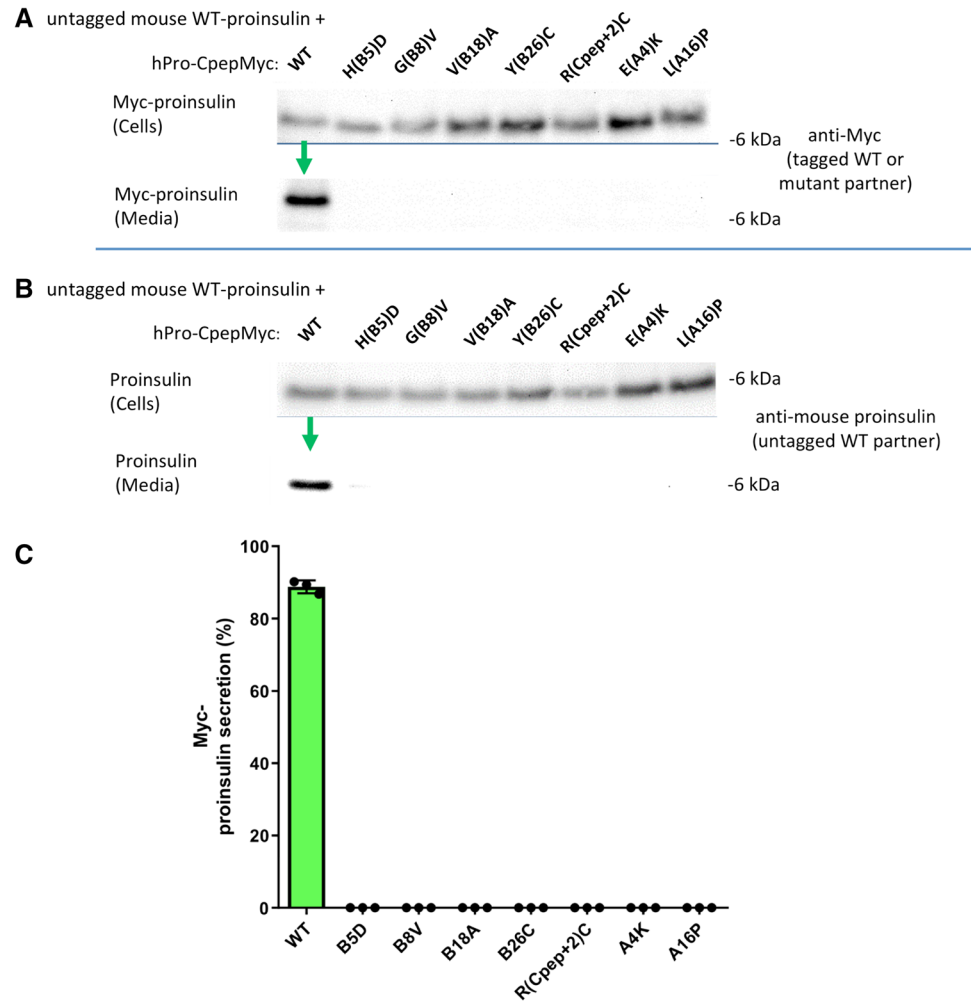 A untagged mouse WT-proinsulin +
hPro-CpepMyc: WT H(B5)D G(B8)V V(B18)A Y(B26)C R(Cpep+2)C E(A4)K L(A16)P
Myc-proinsulin
(Cells)
-6 kDa
anti-Myc
(tagged WT or
mutant partner)
Myc-proinsulin
(Media)
-6 kDa
B untagged mouse WT-proinsulin +
hPro-CpepMyc: WT H(B5)D G(B8)V V(B18)A Y(B26)C R(Cpep+2)C E(A4)K L(A16)P
Proinsulin
(Cells)
-6 kDa
anti-mouse proinsulin
(untagged WT partner)
Proinsulin
(Media)
-6 kDa
C
Myc-
proinsulin secretion (%)
100
80
60
40
20
0
WT B5D B8V B18A B26C R(Cpep+2)C A4K A16P